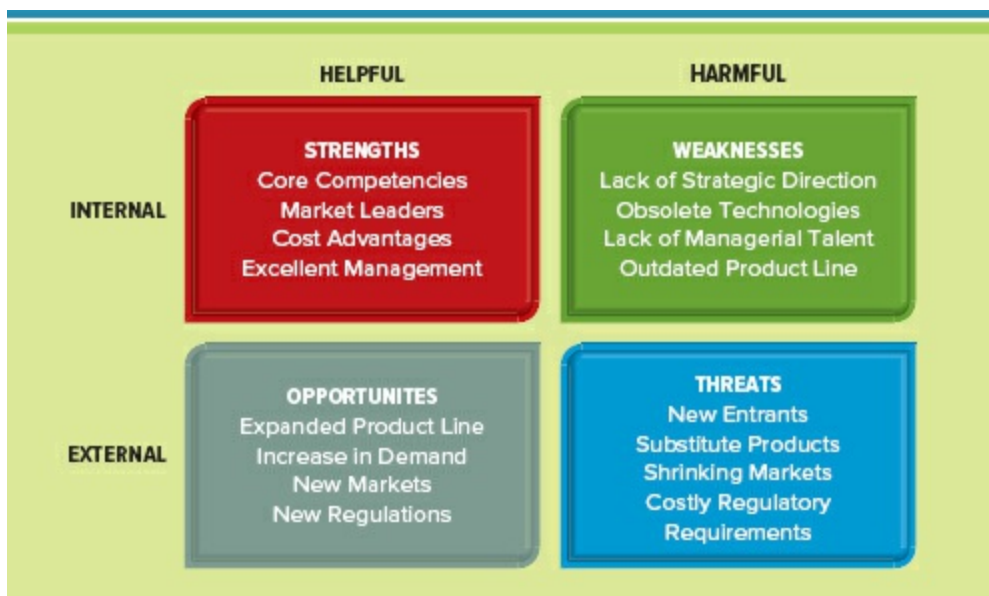 HELPFUL
HARMFUL
INTERNAL
STRENGTHS
Core Competencies
Market Leaders
Cost Advantages
Excellent Management
WEAKNESSES
Lack of Strategic Direction
Obsolete Technologies
Lack of Managerial Talent
Outdated Product Line
EXTERNAL
OPPORTUNITES
Expanded Product Line
Increase in Demand
New Markets
New Regulations
THREATS
New Entrants
Substitute Products
Shrinking Markets
Costly Regulatory
Requirements